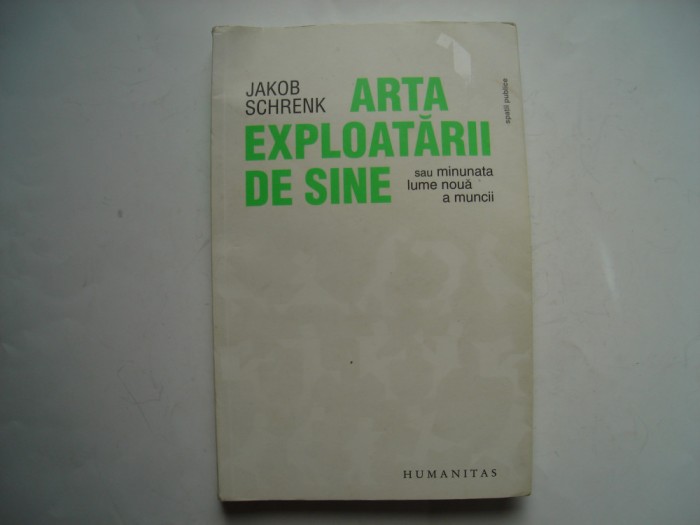 JAKOB
SCHRENK
ARTA
EXPLOATĂRII
DE SINE
sau minunata
lume nouă
a muncii
spații publice
HUMANITAS